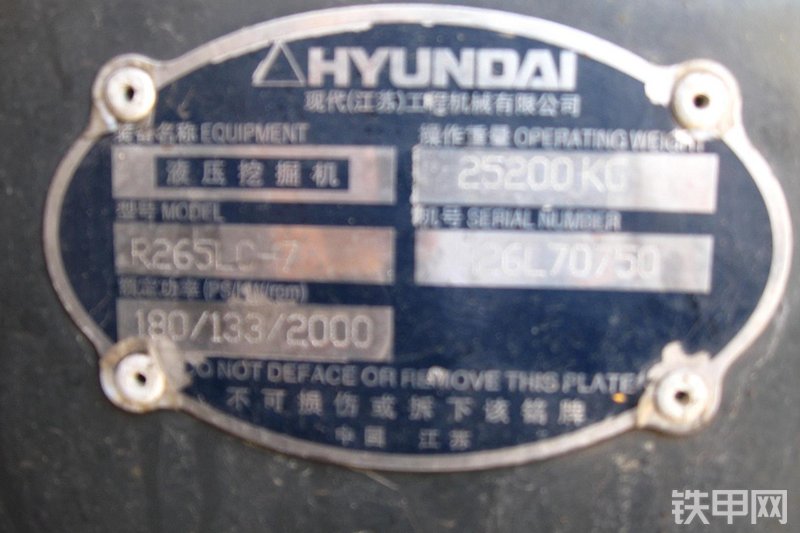 HYUNDAI
现代(江苏)工程机械有限公司
装备名称 EQUIPMENT
操作重量 OPERATING WEIGHT
液压挖掘机
25200KG
型号 MODEL
机号 SERIAL NUMBER
R265LC-7
额定功率 (PS/kW/rpm)
180/133/2000
DO NOT DEFACE OR REMOVE THIS PLATE
不可损伤或拆下该铭牌
中国 江苏
铁甲网